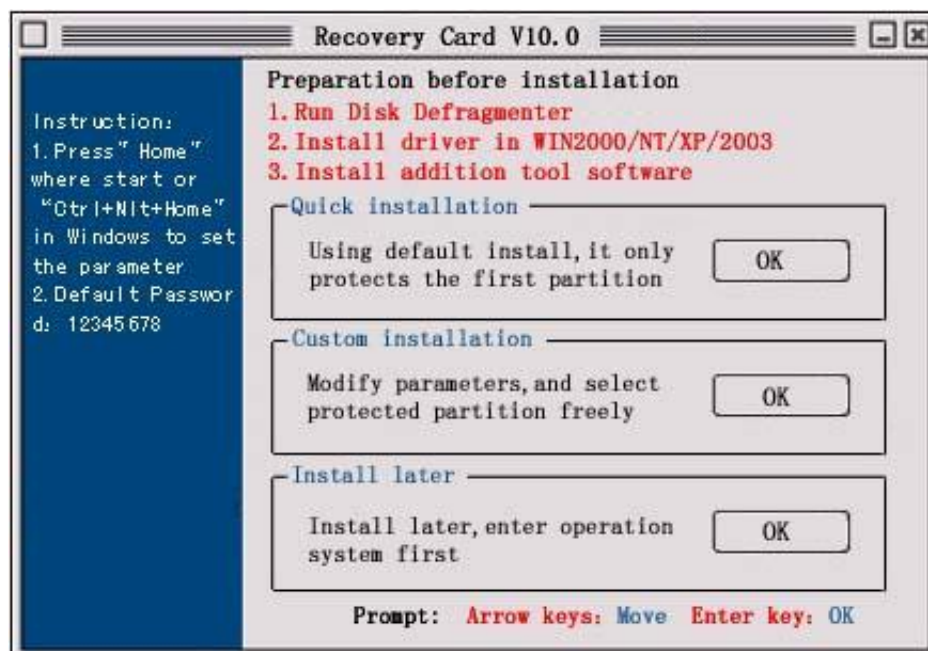 Recovery Card V10.0
Instruction:
1.Press" Home"
where start or
"Ctrl+Nlt+Home"
in Windows to set
the parameter
2.Default Passwor
d: 12345678
Preparation before installation
1.Run Disk Defragmenter
2.Install driver in WIN2000/NT/XP/2003
3.Install addition tool software
Quick installation
Using default install,it only
protects the first partition
OK
Custom installation
Modify parameters,and select
protected partition freely
OK
Install later
Install later,enter operation
system first
OK
Prompt: Arrow keys: Move Enter key: OK